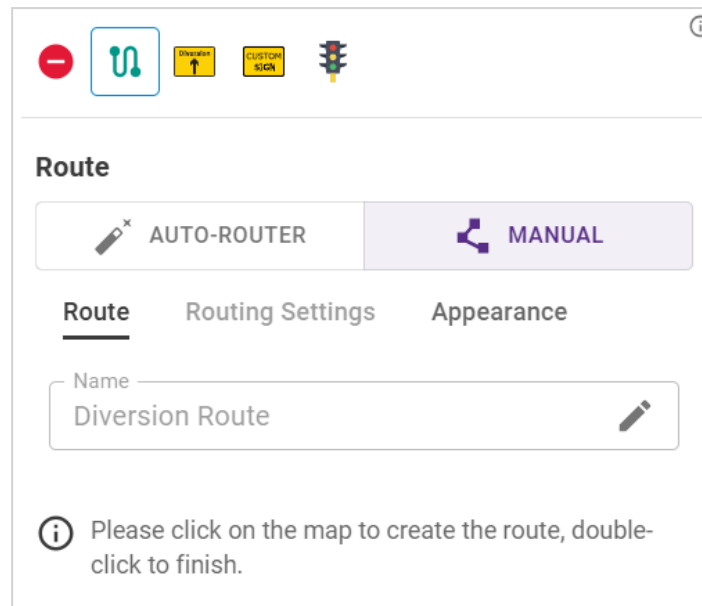 Diversion
CUSTOM
SIGN
Route
AUTO-ROUTER
MANUAL
Route
Routing Settings
Appearance
Name
Diversion Route
Please click on the map to create the route, double-
click to finish.